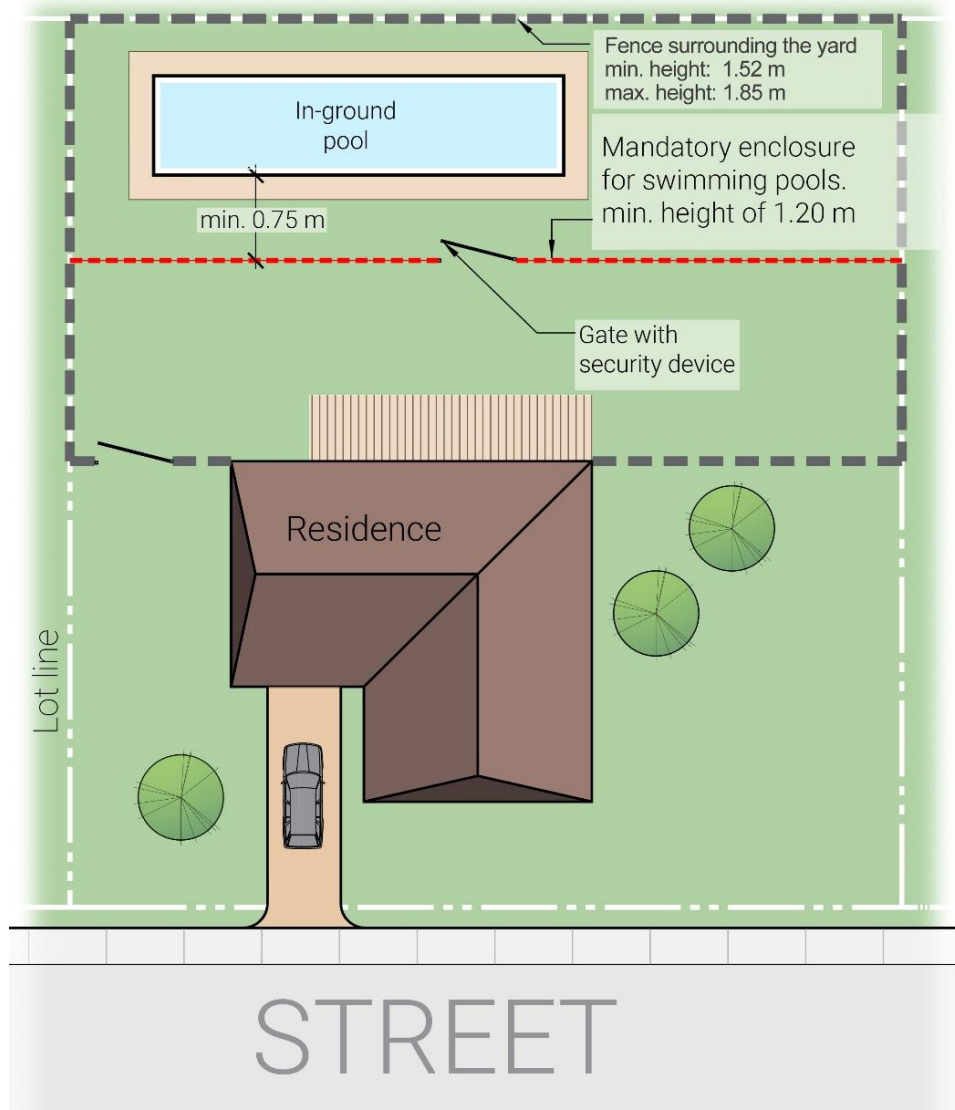 Fence surrounding the yard
min. height: 1.52 m
max. height: 1.85 m
In-ground
pool
Mandatory enclosure
for swimming pools.
min. height of 1.20 m
min. 0.75 m
Gate with
security device
Residence
Lot line
STREET